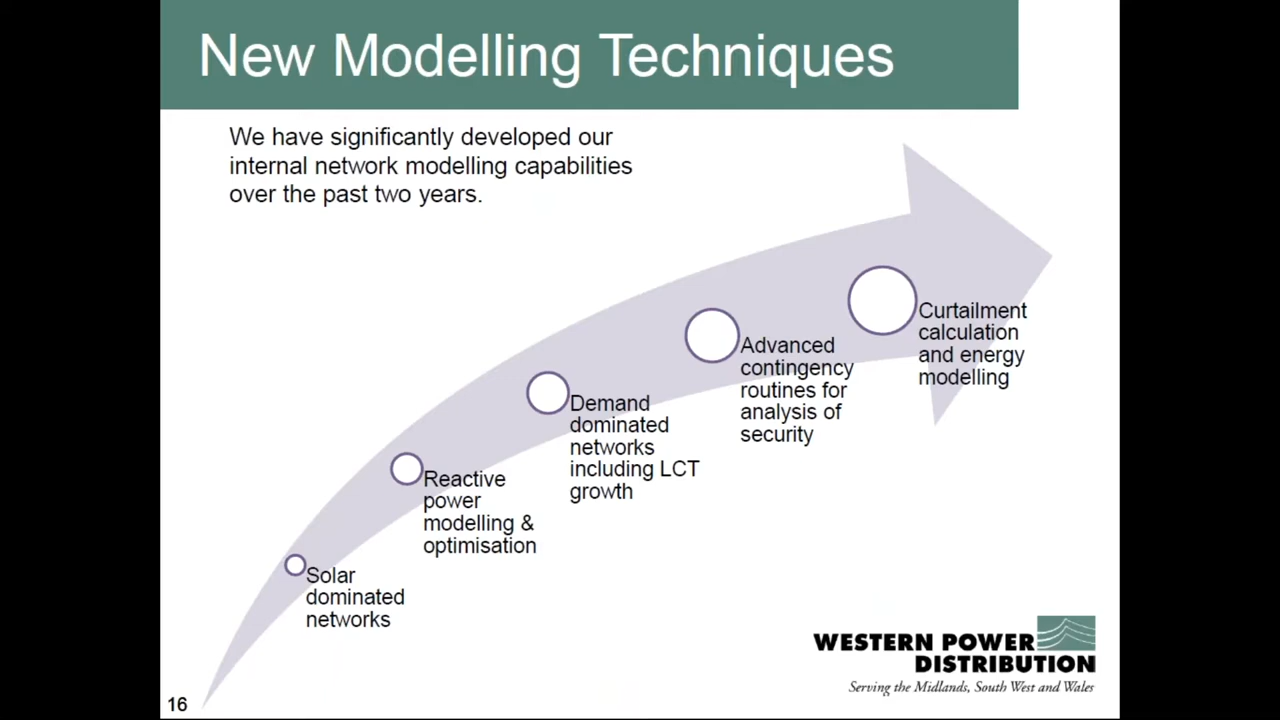 New Modelling Techniques
We have significantly developed our
internal network modelling capabilities
over the past two years.
Solar
dominated
networks
Reactive
power
modelling &
optimisation
Demand
dominated
networks
including LCT
growth
Advanced
contingency
routines for
analysis of
security
Curtailment
calculation
and energy
modelling
WESTERN POWER
DISTRIBUTION
Serving the Midlands, South West and Wales
16